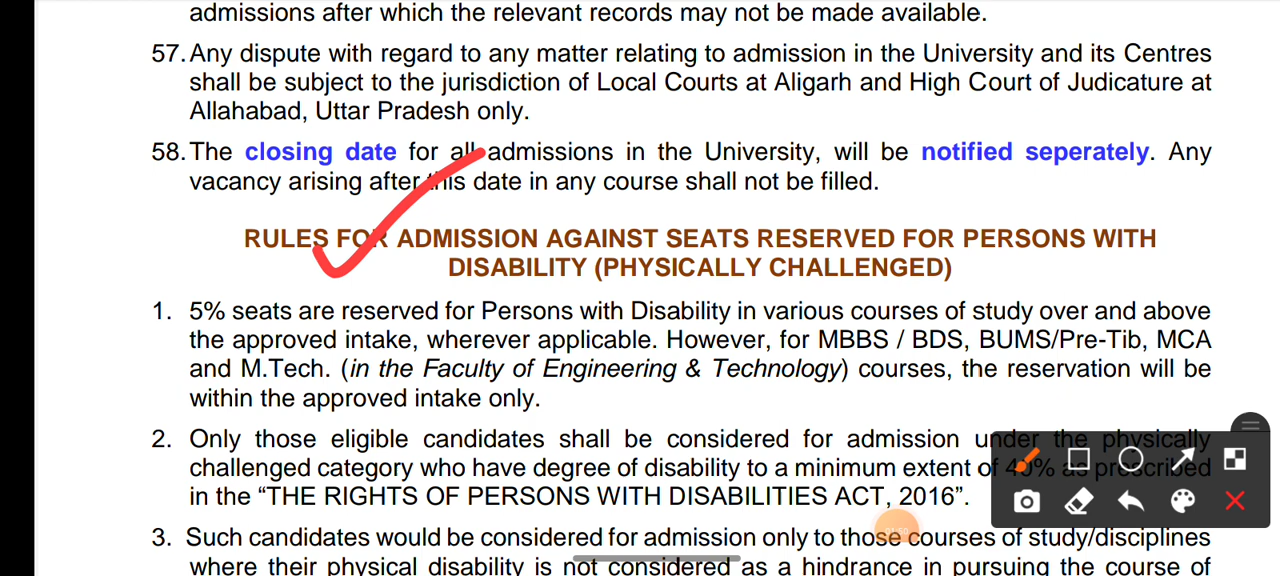 admissions after which the relevant records may not be made available.
57. Any dispute with regard to any matter relating to admission in the University and its Centres
shall be subject to the jurisdiction of Local Courts at Aligarh and High Court of Judicature at
Allahabad, Uttar Pradesh only.
58. The closing date for all admissions in the University, will be notified seperately. Any
vacancy arising after this date in any course shall not be filled.
RULES FOR ADMISSION AGAINST SEATS RESERVED FOR PERSONS WITH
DISABILITY (PHYSICALLY CHALLENGED)
1. 5% seats are reserved for Persons with Disability in various courses of study over and above
the approved intake, wherever applicable. However, for MBBS / BDS, BUMS/Pre-Tib, MCA
and M.Tech. (in the Faculty of Engineering & Technology) courses, the reservation will be
within the approved intake only.
2. Only those eligible candidates shall be considered for admission under the physically
challenged category who have degree of disability to a minimum extent of 40% as prescribed
in the “THE RIGHTS OF PERSONS WITH DISABILITIES ACT, 2016”.
01:50
3. Such candidates would be considered for admission only to those courses of study/disciplines
where their physical disability is not considered as a hindrance in pursuing the course of